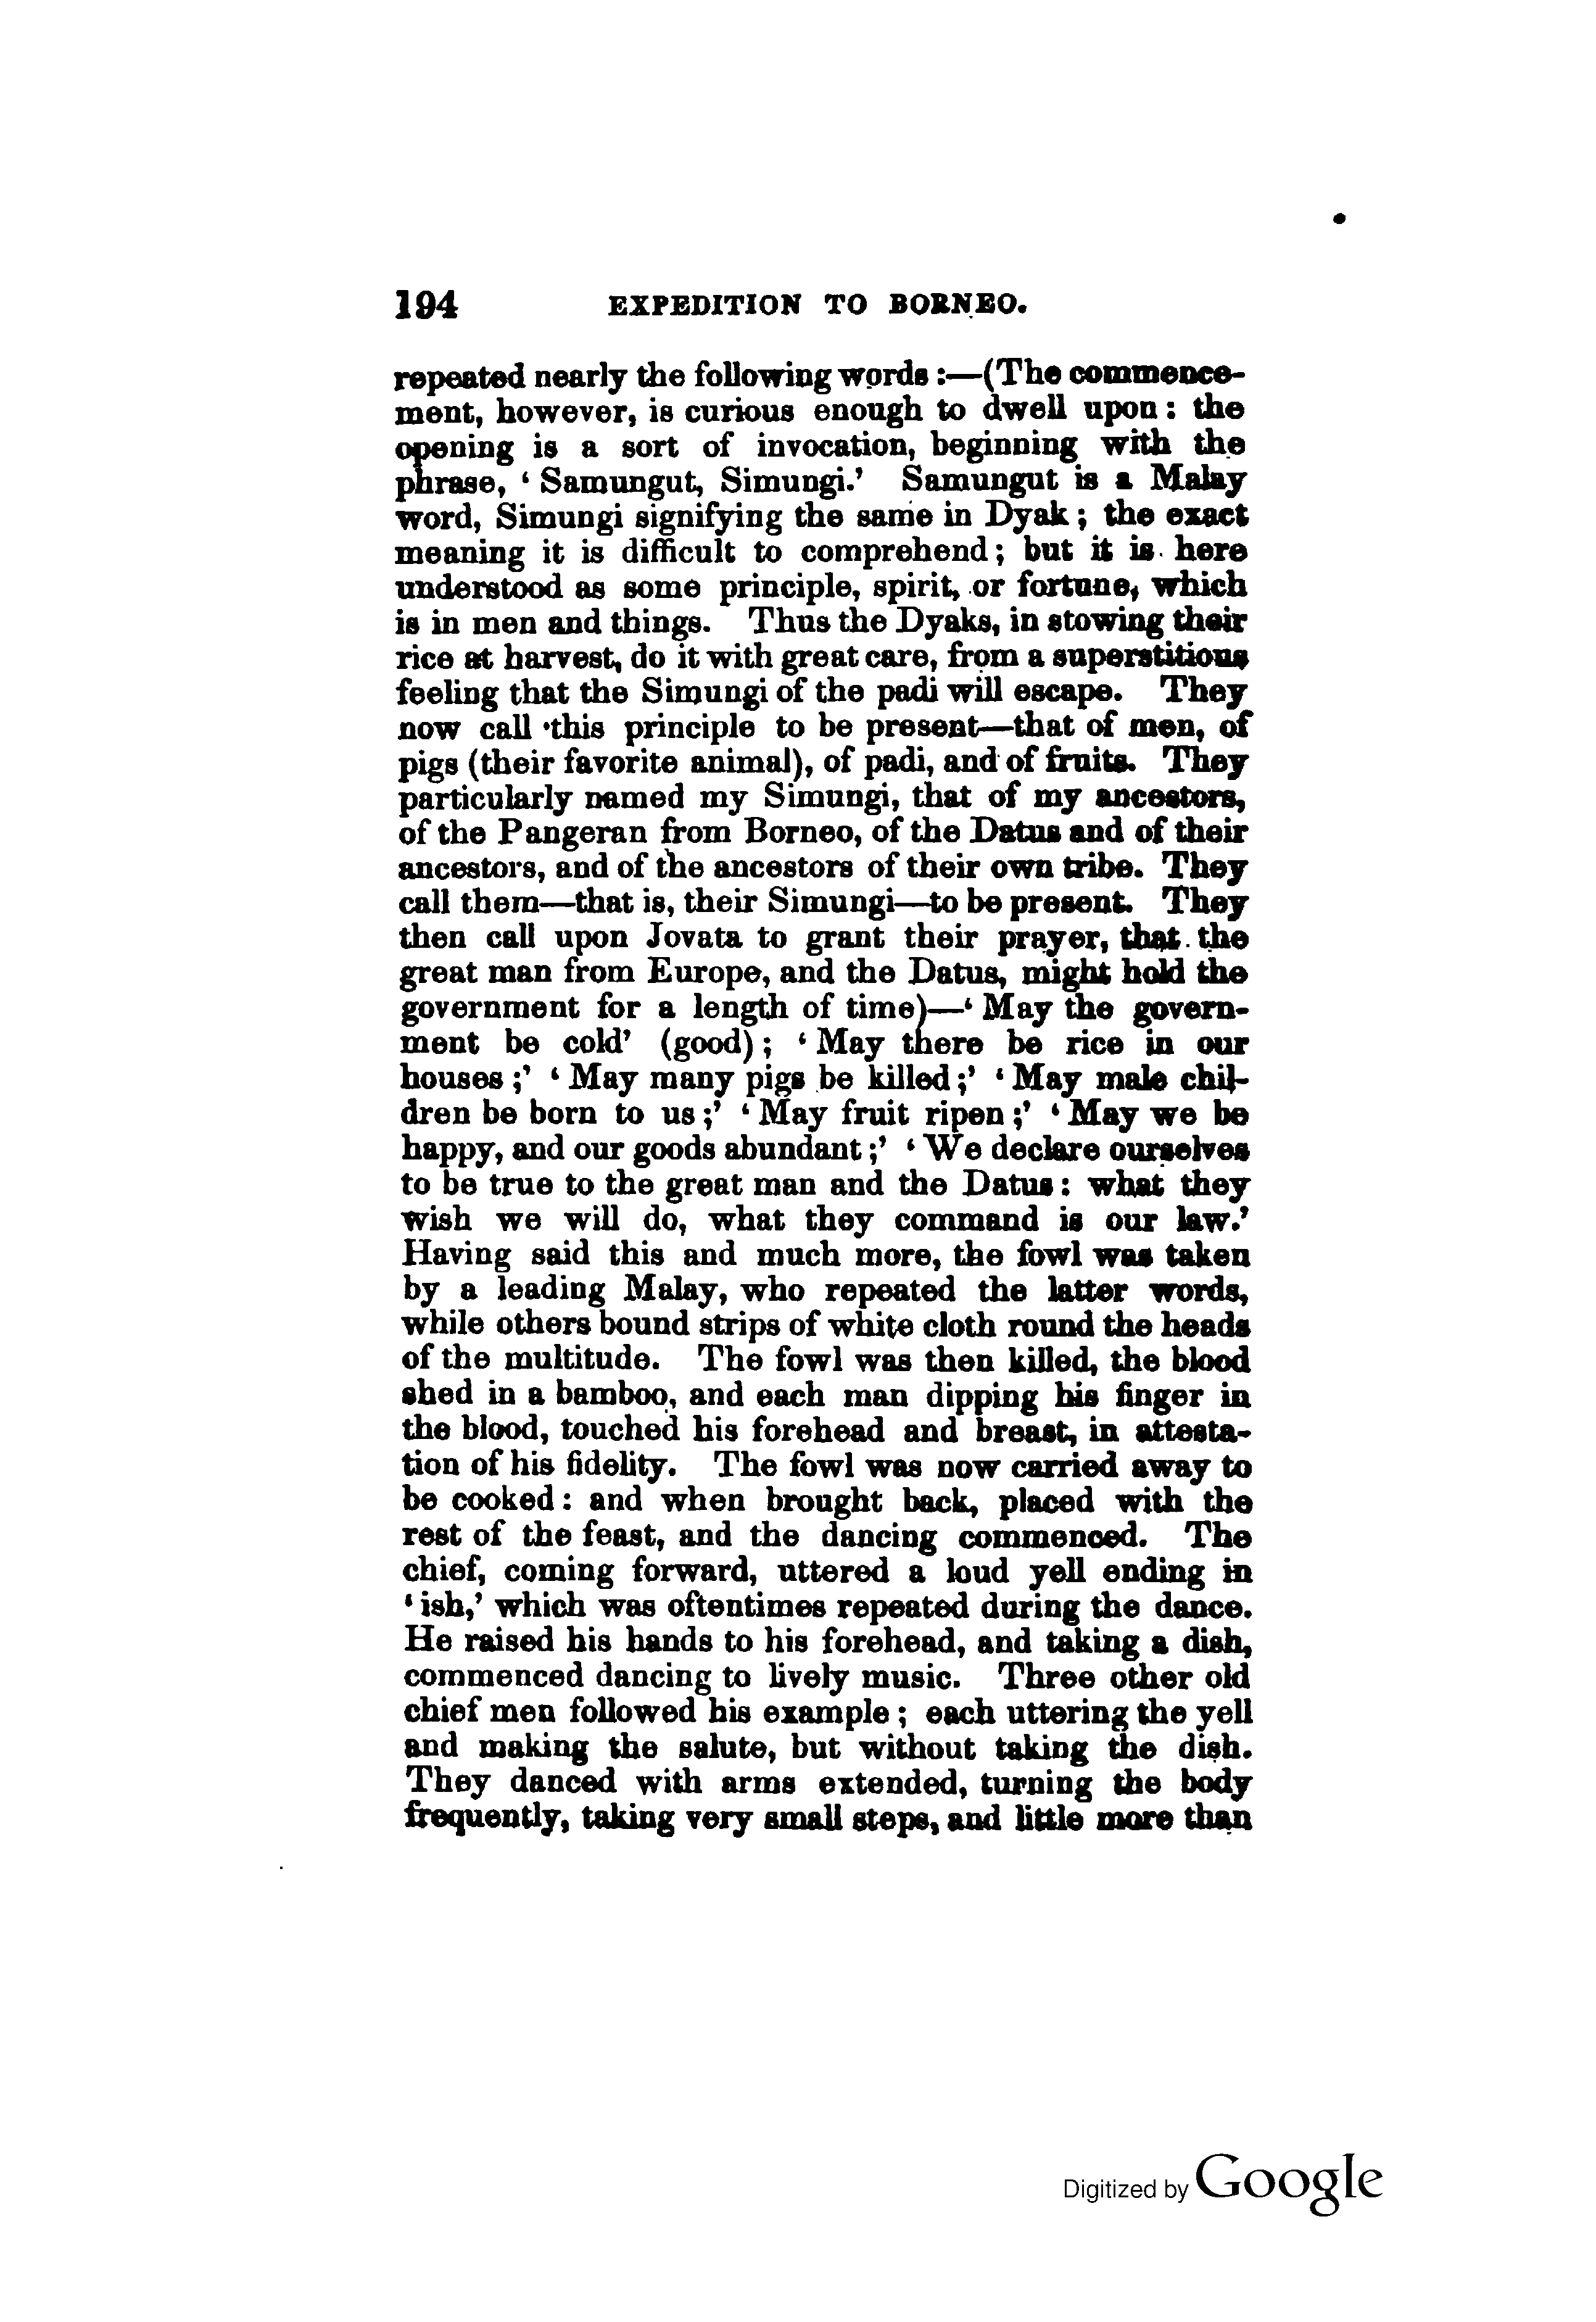 194 EXPEDITION TO BORNEO.
repeated nearly the following words :—(The commence-
ment, however, is curious enough to dwell upon : the
opening is a sort of invocation, beginning with the
phrase, ‘ Samungut, Simungi.’ Samungut is a Malay
word, Simungi signifying the same in Dyak ; the exact
meaning it is difficult to comprehend ; but it is here
understood as some principle, spirit, or fortune, which
is in men and things. Thus the Dyaks, in stowing their
rice at harvest, do it with great care, from a superstitious
feeling that the Simungi of the padi will escape. They
now call this principle to be present—that of men, of
pigs (their favorite animal), of padi, and of fruits. They
particularly named my Simungi, that of my ancestors,
of the Pangeran from Borneo, of the Datus and of their
ancestors, and of the ancestors of their own tribe. They
call them—that is, their Simungi—to be present. They
then call upon Jovata to grant their prayer, that the
great man from Europe, and the Datus, might hold the
government for a length of time)—‘ May the govern-
ment be cold’ (good) ; ‘ May there be rice in our
houses ;’ ‘ May many pigs be killed ;’ ‘ May male chil-
dren be born to us ;’ ‘ May fruit ripen ;’ ‘ May we be
happy, and our goods abundant ;’ ‘ We declare ourselves
to be true to the great man and the Datus : what they
wish we will do, what they command is our law.’
Having said this and much more, the fowl was taken
by a leading Malay, who repeated the latter words,
while others bound strips of white cloth round the heads
of the multitude. The fowl was then killed, the blood
shed in a bamboo, and each man dipping his finger in
the blood, touched his forehead and breast, in attesta-
tion of his fidelity. The fowl was now carried away to
be cooked : and when brought back, placed with the
rest of the feast, and the dancing commenced. The
chief, coming forward, uttered a loud yell ending in
‘ ish,’ which was oftentimes repeated during the dance.
He raised his hands to his forehead, and taking a dish,
commenced dancing to lively music. Three other old
chief men followed his example ; each uttering the yell
and making the salute, but without taking the dish.
They danced with arms extended, turning the body
frequently, taking very small steps, and little more than
Digitized by Google